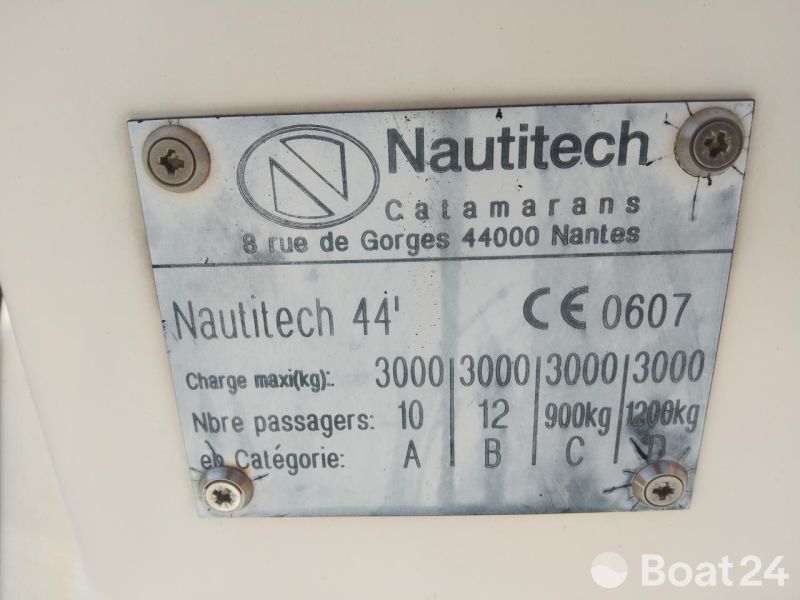 Nautitech
Catamarans
8 rue de Gorges 44000 Nantes
Nautitech 44'
CE 0607
Charge maxi(kg): 3000 3000 3000 3000
Nbre passagers: 10 12 900kg 1200kg
en Catégorie: A B C D
Boat24